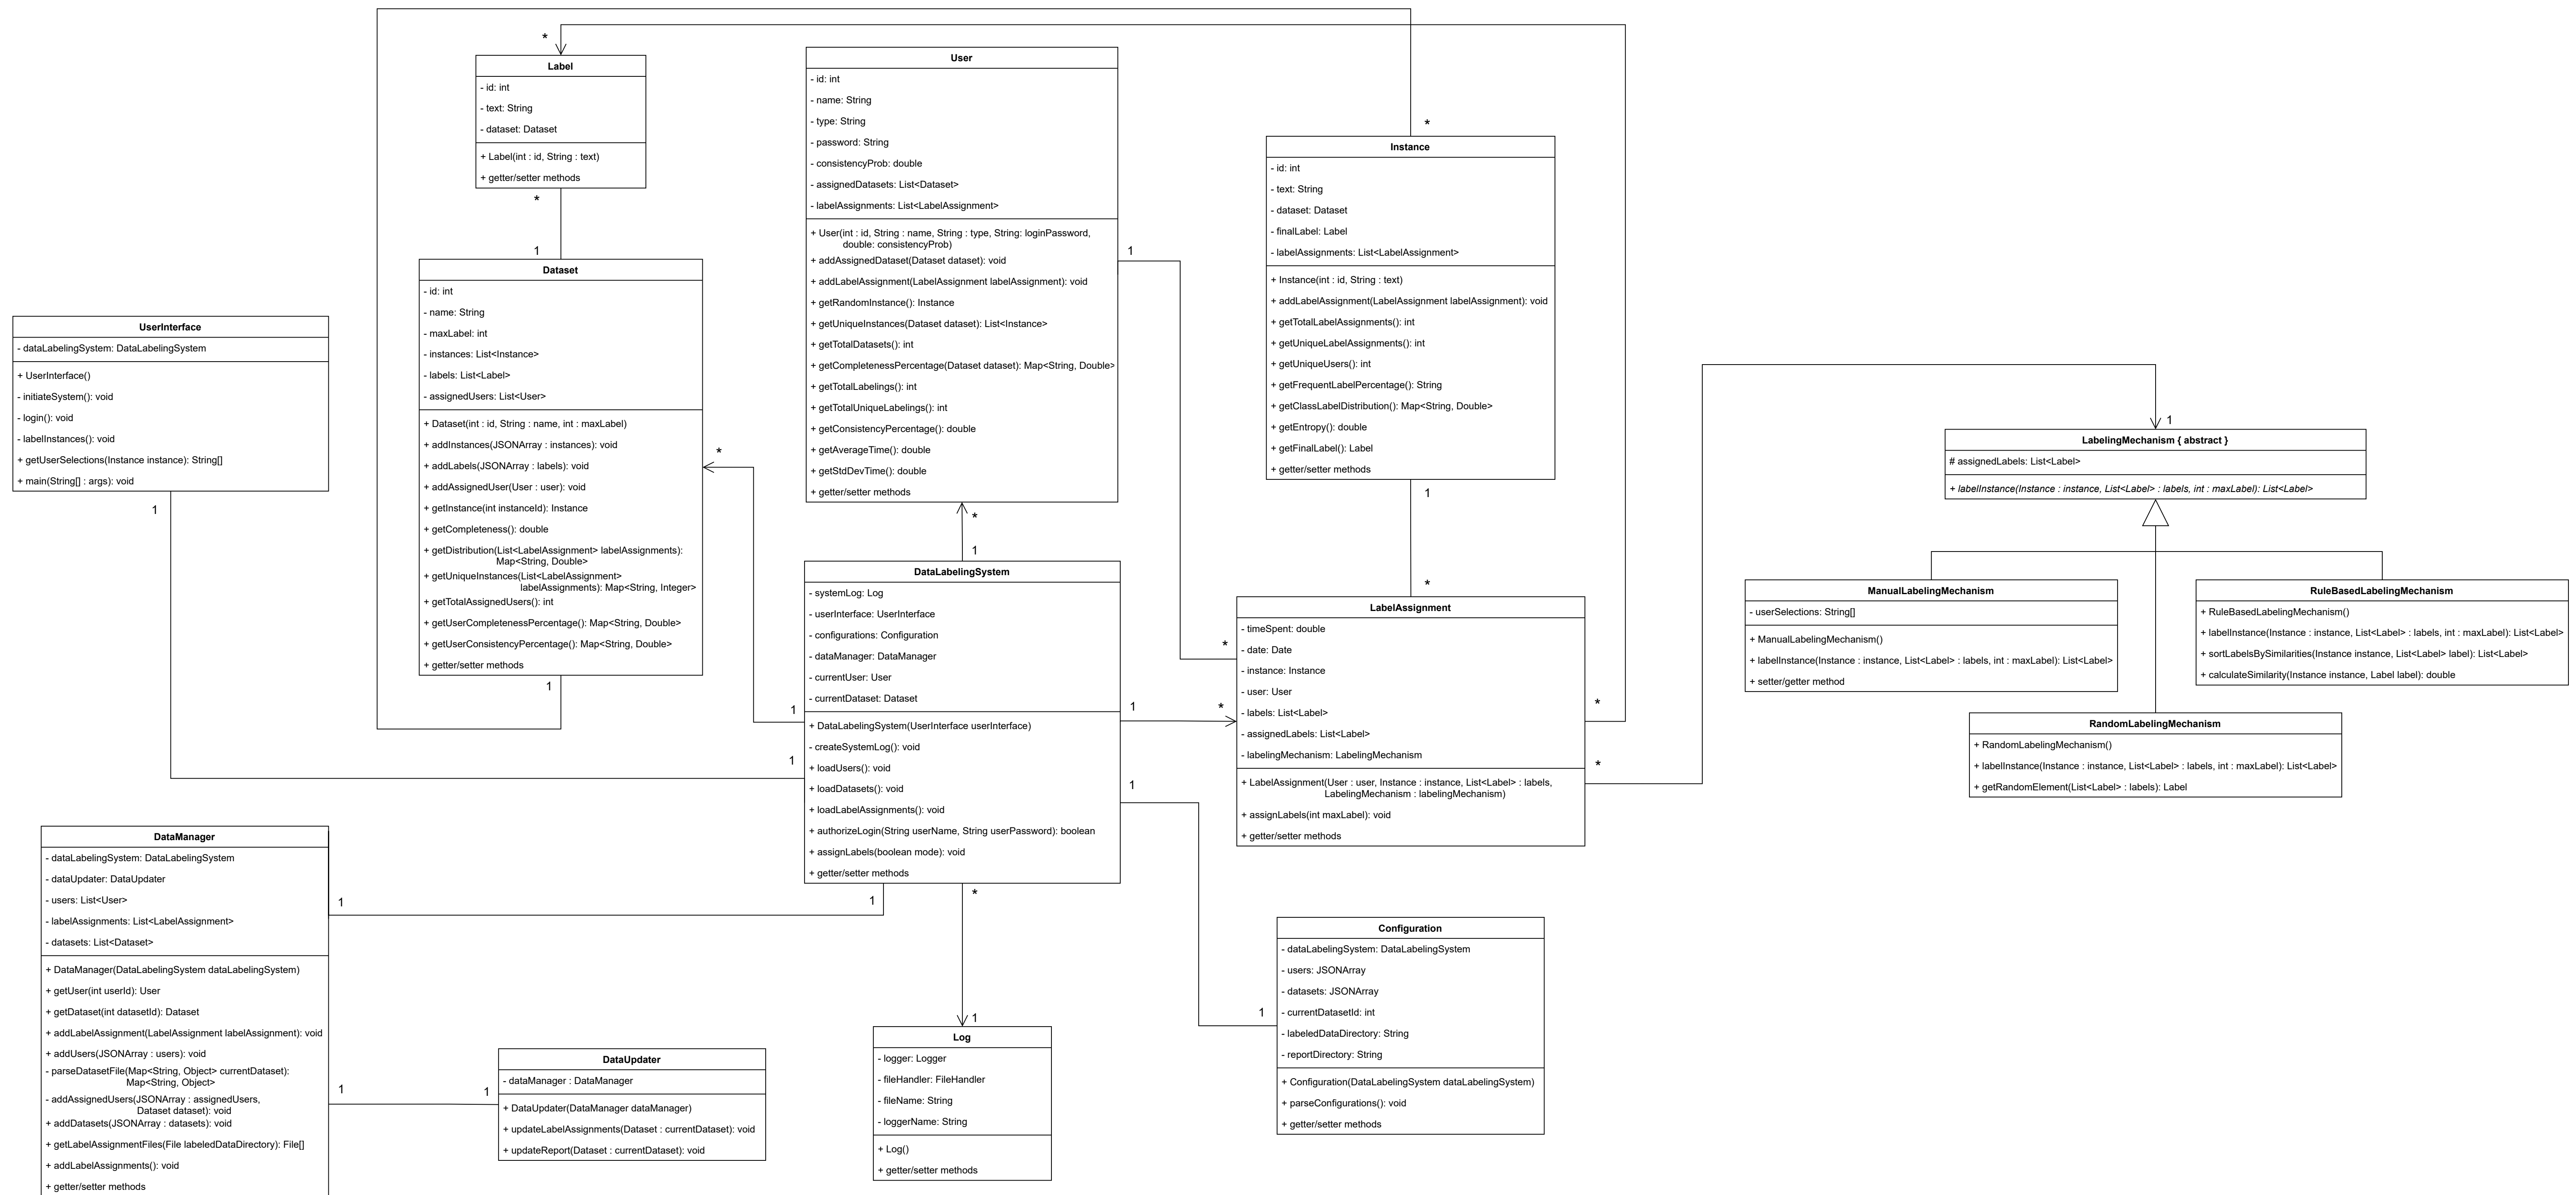 *
Label
- id: int
- text: String
- dataset: Dataset
+ Label(int : id, String : text)
+ getter/setter methods
*
1
User
- id: int
- name: String
- type: String
- password: String
- consistencyProb: double
- assignedDatasets: List<Dataset>
- labelAssignments: List<LabelAssignment>
+ User(int : id, String : name, String : type, String: loginPassword,
double: consistencyProb)
+ addAssignedDataset(Dataset dataset): void
+ addLabelAssignment(LabelAssignment labelAssignment): void
+ getRandomInstance(): Instance
+ getUniqueInstances(Dataset dataset): List<Instance>
+ getTotalDatasets(): int
+ getCompletenessPercentage(Dataset dataset): Map<String, Double>
+ getTotalLabelings(): int
+ getTotalUniqueLabelings(): int
+ getConsistencyPercentage(): double
+ getAverageTime(): double
+ getStdDevTime(): double
+ getter/setter methods
1
*
1
*
Instance
- id: int
- text: String
- dataset: Dataset
- finalLabel: Label
- labelAssignments: List<LabelAssignment>
+ Instance(int : id, String : text)
+ addLabelAssignment(LabelAssignment labelAssignment): void
+ getTotalLabelAssignments(): int
+ getUniqueLabelAssignments(): int
+ getUniqueUsers(): int
+ getFrequentLabelPercentage(): String
+ getClassLabelDistribution(): Map<String, Double>
+ getEntropy(): double
+ getFinalLabel(): Label
+ getter/setter methods
1
*
Dataset
- id: int
- name: String
- maxLabel: int
- instances: List<Instance>
- labels: List<Label>
- assignedUsers: List<User>
+ Dataset(int : id, String : name, int : maxLabel)
+ addInstances(JSONArray : instances): void
+ addLabels(JSONArray : labels): void
+ addAssignedUser(User : user): void
+ getInstance(int instanceId): Instance
+ getCompleteness(): double
+ getDistribution(List<LabelAssignment> labelAssignments):
Map<String, Double>
+ getUniqueInstances(List<LabelAssignment>
labelAssignments): Map<String, Integer>
+ getTotalAssignedUsers(): int
+ getUserCompletenessPercentage(): Map<String, Double>
+ getUserConsistencyPercentage(): Map<String, Double>
+ getter/setter methods
*
1
UserInterface
- dataLabelingSystem: DataLabelingSystem
+ UserInterface()
- initiateSystem(): void
- login(): void
- labelInstances(): void
+ getUserSelections(Instance instance): String[]
+ main(String[] : args): void
1
1
LabelingMechanism { abstract }
# assignedLabels: List<Label>
+ labelInstance(Instance : instance, List<Label> : labels, int : maxLabel): List<Label>
ManualLabelingMechanism
- userSelections: String[]
+ ManualLabelingMechanism()
+ labelInstance(Instance : instance, List<Label> : labels, int : maxLabel): List<Label>
+ setter/getter method
RuleBasedLabelingMechanism
+ RuleBasedLabelingMechanism()
+ labelInstance(Instance : instance, List<Label> : labels, int : maxLabel): List<Label>
+ sortLabelsBySimilarities(Instance instance, List<Label> label): List<Label>
+ calculateSimilarity(Instance instance, Label label): double
RandomLabelingMechanism
+ RandomLabelingMechanism()
+ labelInstance(Instance : instance, List<Label> : labels, int : maxLabel): List<Label>
+ getRandomElement(List<Label> : labels): Label
DataLabelingSystem
- systemLog: Log
- userInterface: UserInterface
- configurations: Configuration
- dataManager: DataManager
- currentUser: User
- currentDataset: Dataset
+ DataLabelingSystem(UserInterface userInterface)
- createSystemLog(): void
+ loadUsers(): void
+ loadDatasets(): void
+ loadLabelAssignments(): void
+ authorizeLogin(String userName, String userPassword): boolean
+ assignLabels(boolean mode): void
+ getter/setter methods
1
1
1
*
1
1
*
LabelAssignment
- timeSpent: double
- date: Date
- instance: Instance
- user: User
- labels: List<Label>
- assignedLabels: List<Label>
- labelingMechanism: LabelingMechanism
+ LabelAssignment(User : user, Instance : instance, List<Label> : labels,
LabelingMechanism : labelingMechanism)
+ assignLabels(int maxLabel): void
+ getter/setter methods
*
*
*
DataManager
- dataLabelingSystem: DataLabelingSystem
- dataUpdater: DataUpdater
- users: List<User>
- labelAssignments: List<LabelAssignment>
- datasets: List<Dataset>
+ DataManager(DataLabelingSystem dataLabelingSystem)
+ getUser(int userId): User
+ getDataset(int datasetId): Dataset
+ addLabelAssignment(LabelAssignment labelAssignment): void
+ addUsers(JSONArray : users): void
- parseDatasetFile(Map<String, Object> currentDataset):
Map<String, Object>
- addAssignedUsers(JSONArray : assignedUsers,
Dataset dataset): void
+ addDatasets(JSONArray : datasets): void
+ getLabelAssignmentFiles(File labeledDataDirectory): File[]
+ addLabelAssignments(): void
+ getter/setter methods
1
1
1
DataUpdater
- dataManager : DataManager
+ DataUpdater(DataManager dataManager)
+ updateLabelAssignments(Dataset : currentDataset): void
+ updateReport(Dataset : currentDataset): void
1
Log
- logger: Logger
- fileHandler: FileHandler
- fileName: String
- loggerName: String
+ Log()
+ getter/setter methods
1
Configuration
- dataLabelingSystem: DataLabelingSystem
- users: JSONArray
- datasets: JSONArray
- currentDatasetId: int
- labeledDataDirectory: String
- reportDirectory: String
+ Configuration(DataLabelingSystem dataLabelingSystem)
+ parseConfigurations(): void
+ getter/setter methods